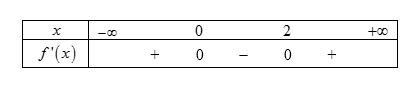 x −∞ 0 2 +∞
f'(x) + 0 − 0 +